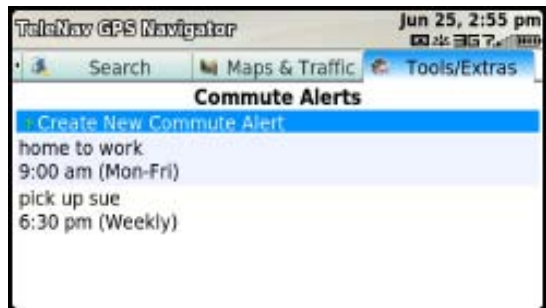 TeleNav GPS Navigator
Jun 25, 2:55 pm
3G
Search
Maps & Traffic
Tools/Extras
Commute Alerts
+Create New Commute Alert
home to work
9:00 am (Mon-Fri)
pick up sue
6:30 pm (Weekly)